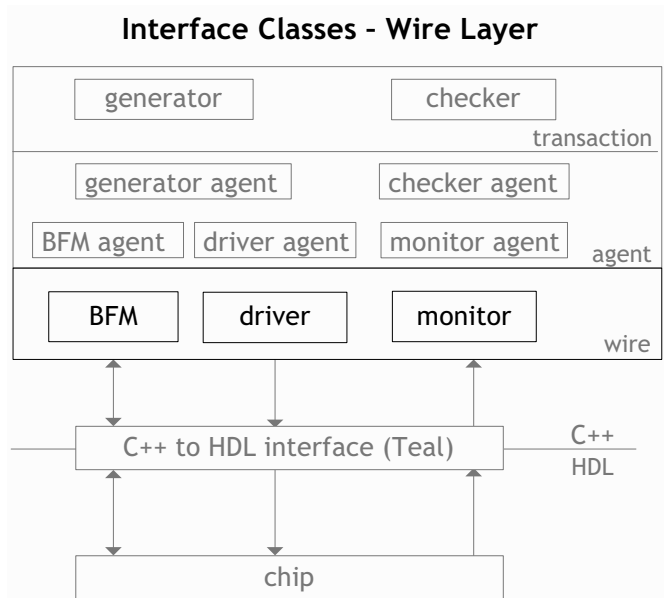 Interface Classes - Wire Layer
generator checker
transaction
generator agent checker agent
BFM agent driver agent monitor agent
agent
BFM driver monitor
wire
C++ to HDL interface (Teal) C++
HDL
chip